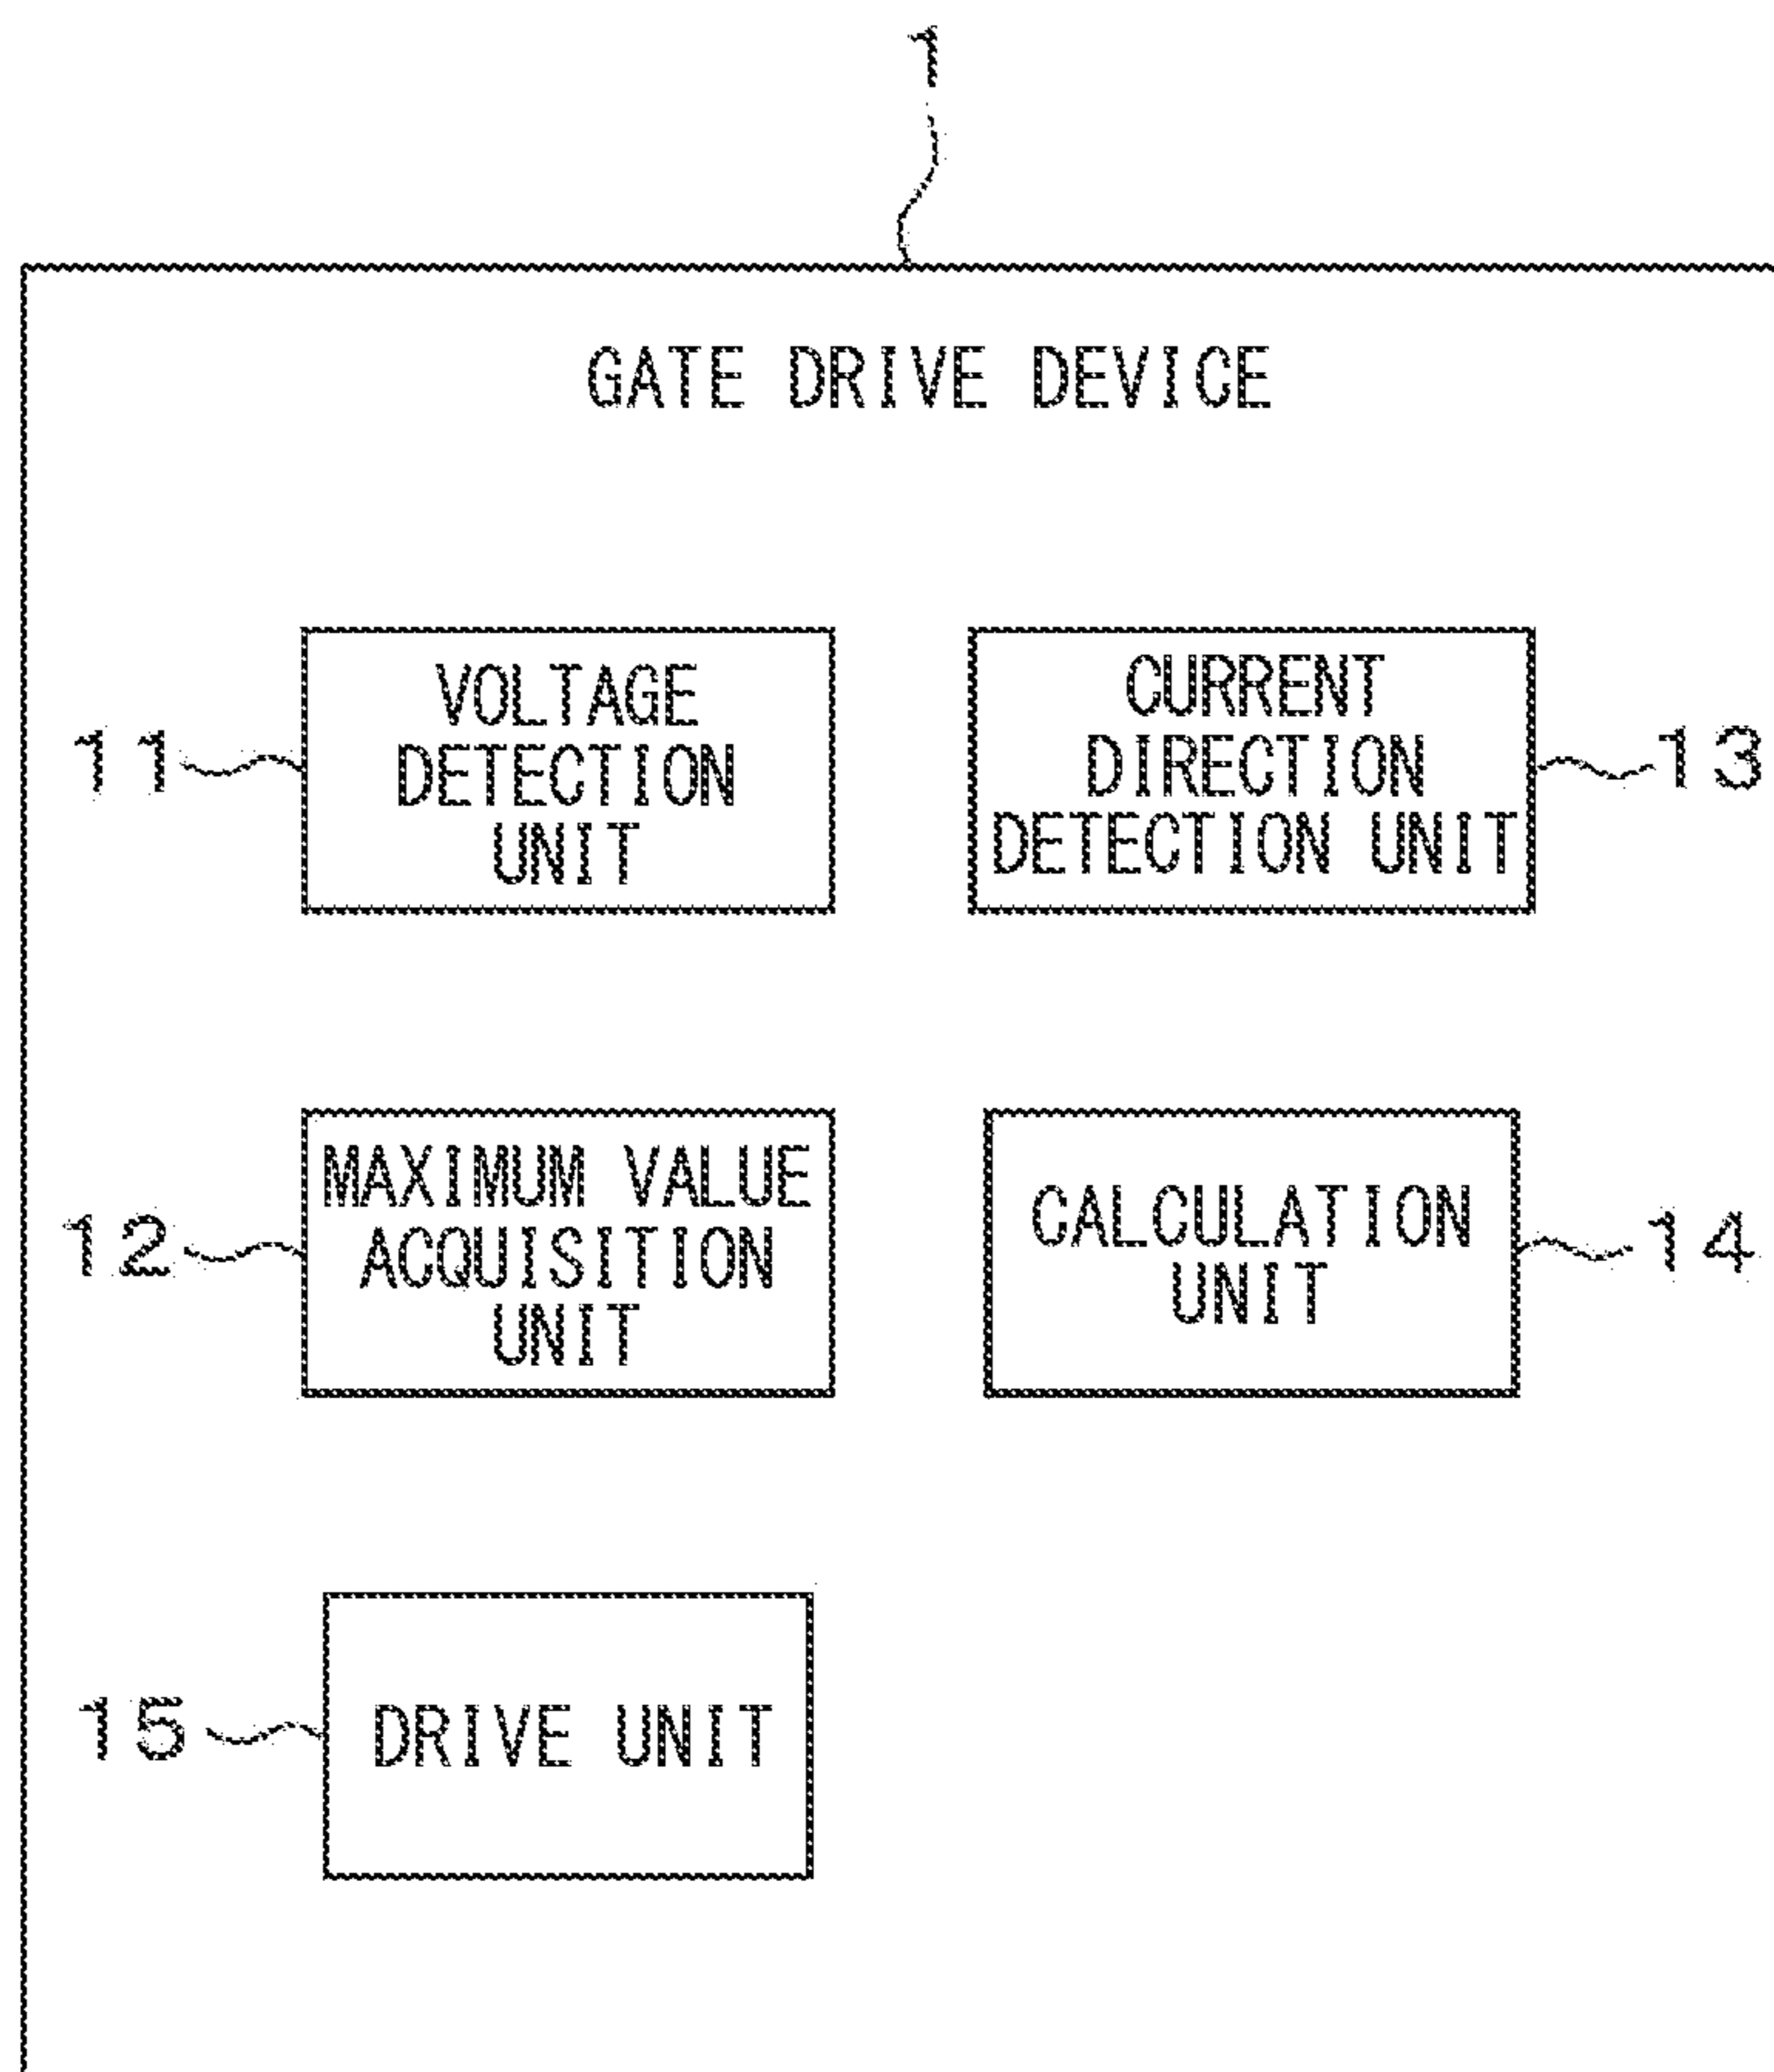 1
GATE DRIVE DEVICE
11
VOLTAGE
DETECTION
UNIT
CURRENT
DIRECTION
DETECTION UNIT
13
12
MAXIMUM VALUE
ACQUISITION
UNIT
CALCULATION
UNIT
14
15
DRIVE UNIT